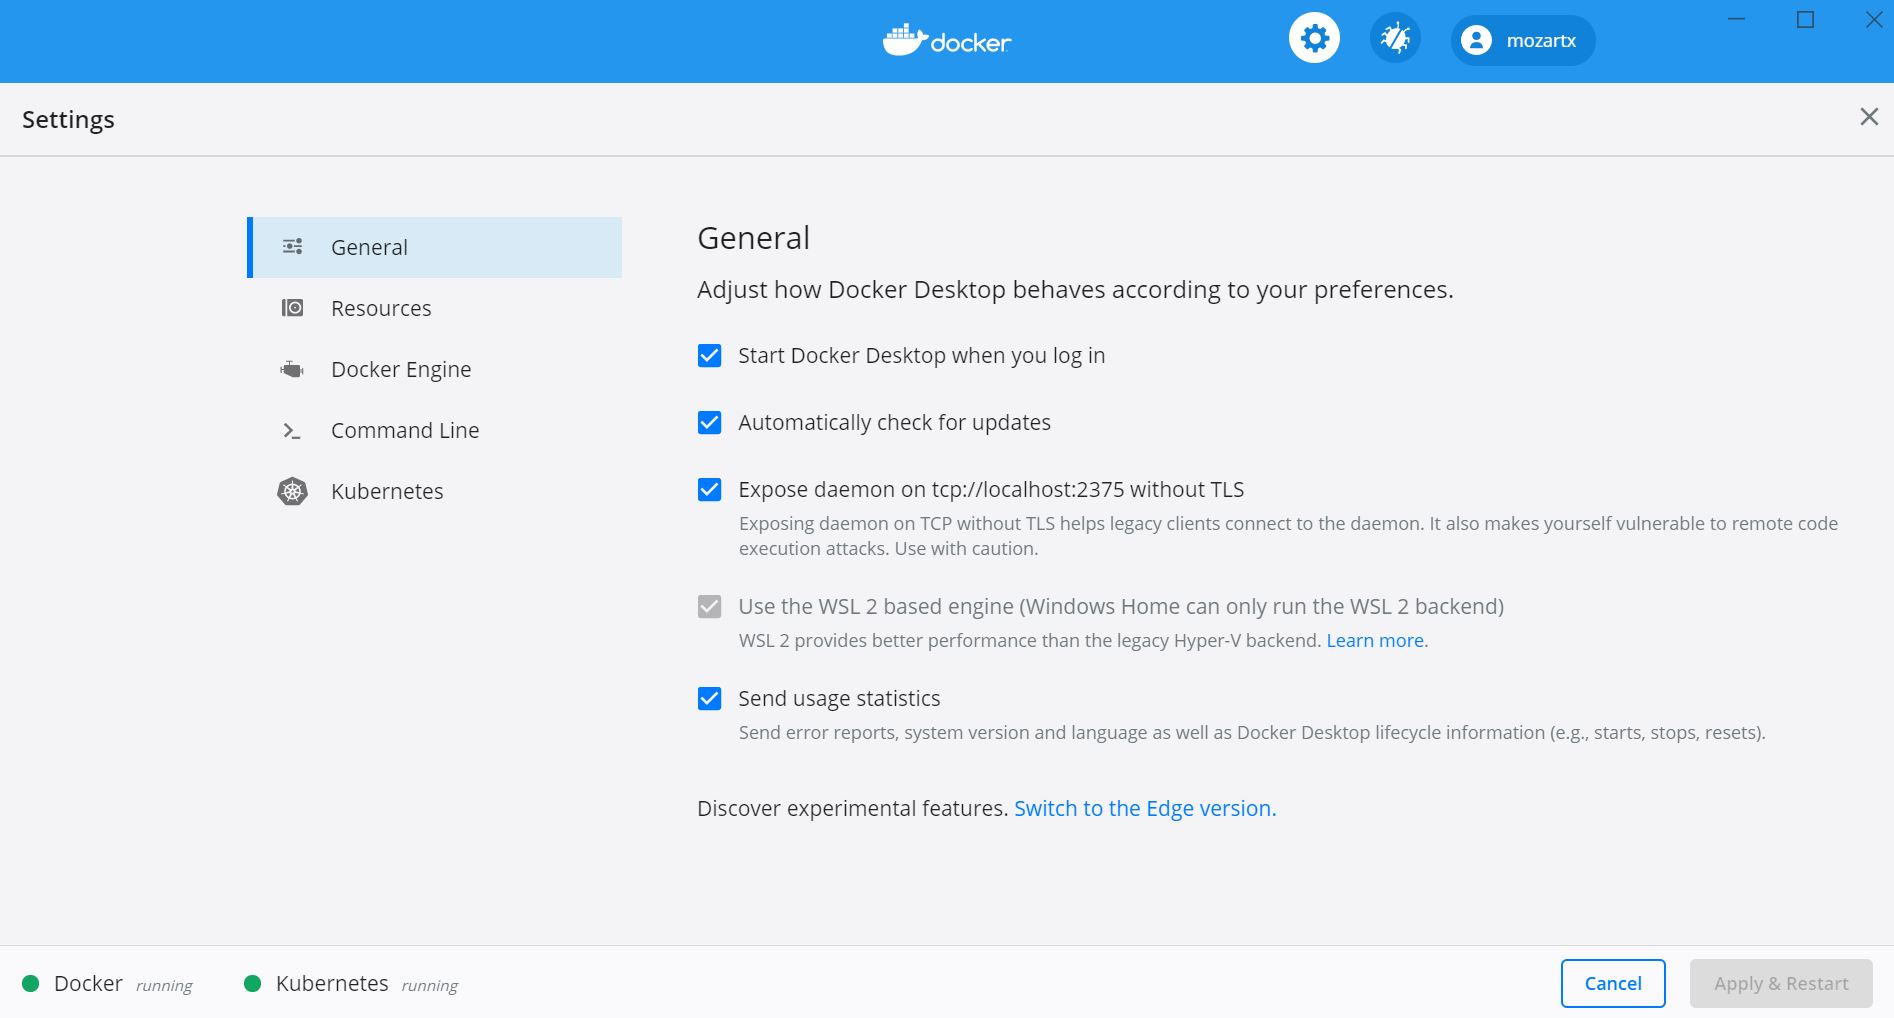 docker
mozartx
Settings
General
Resources
Docker Engine
Command Line
Kubernetes
General
Adjust how Docker Desktop behaves according to your preferences.
Start Docker Desktop when you log in
Automatically check for updates
Expose daemon on tcp://localhost:2375 without TLS
Exposing daemon on TCP without TLS helps legacy clients connect to the daemon. It also makes yourself vulnerable to remote code
execution attacks. Use with caution.
Use the WSL 2 based engine (Windows Home can only run the WSL 2 backend)
WSL 2 provides better performance than the legacy Hyper-V backend. Learn more.
Send usage statistics
Send error reports, system version and language as well as Docker Desktop lifecycle information (e.g., starts, stops, resets).
Discover experimental features. Switch to the Edge version.
Docker running Kubernetes running
Cancel Apply & Restart